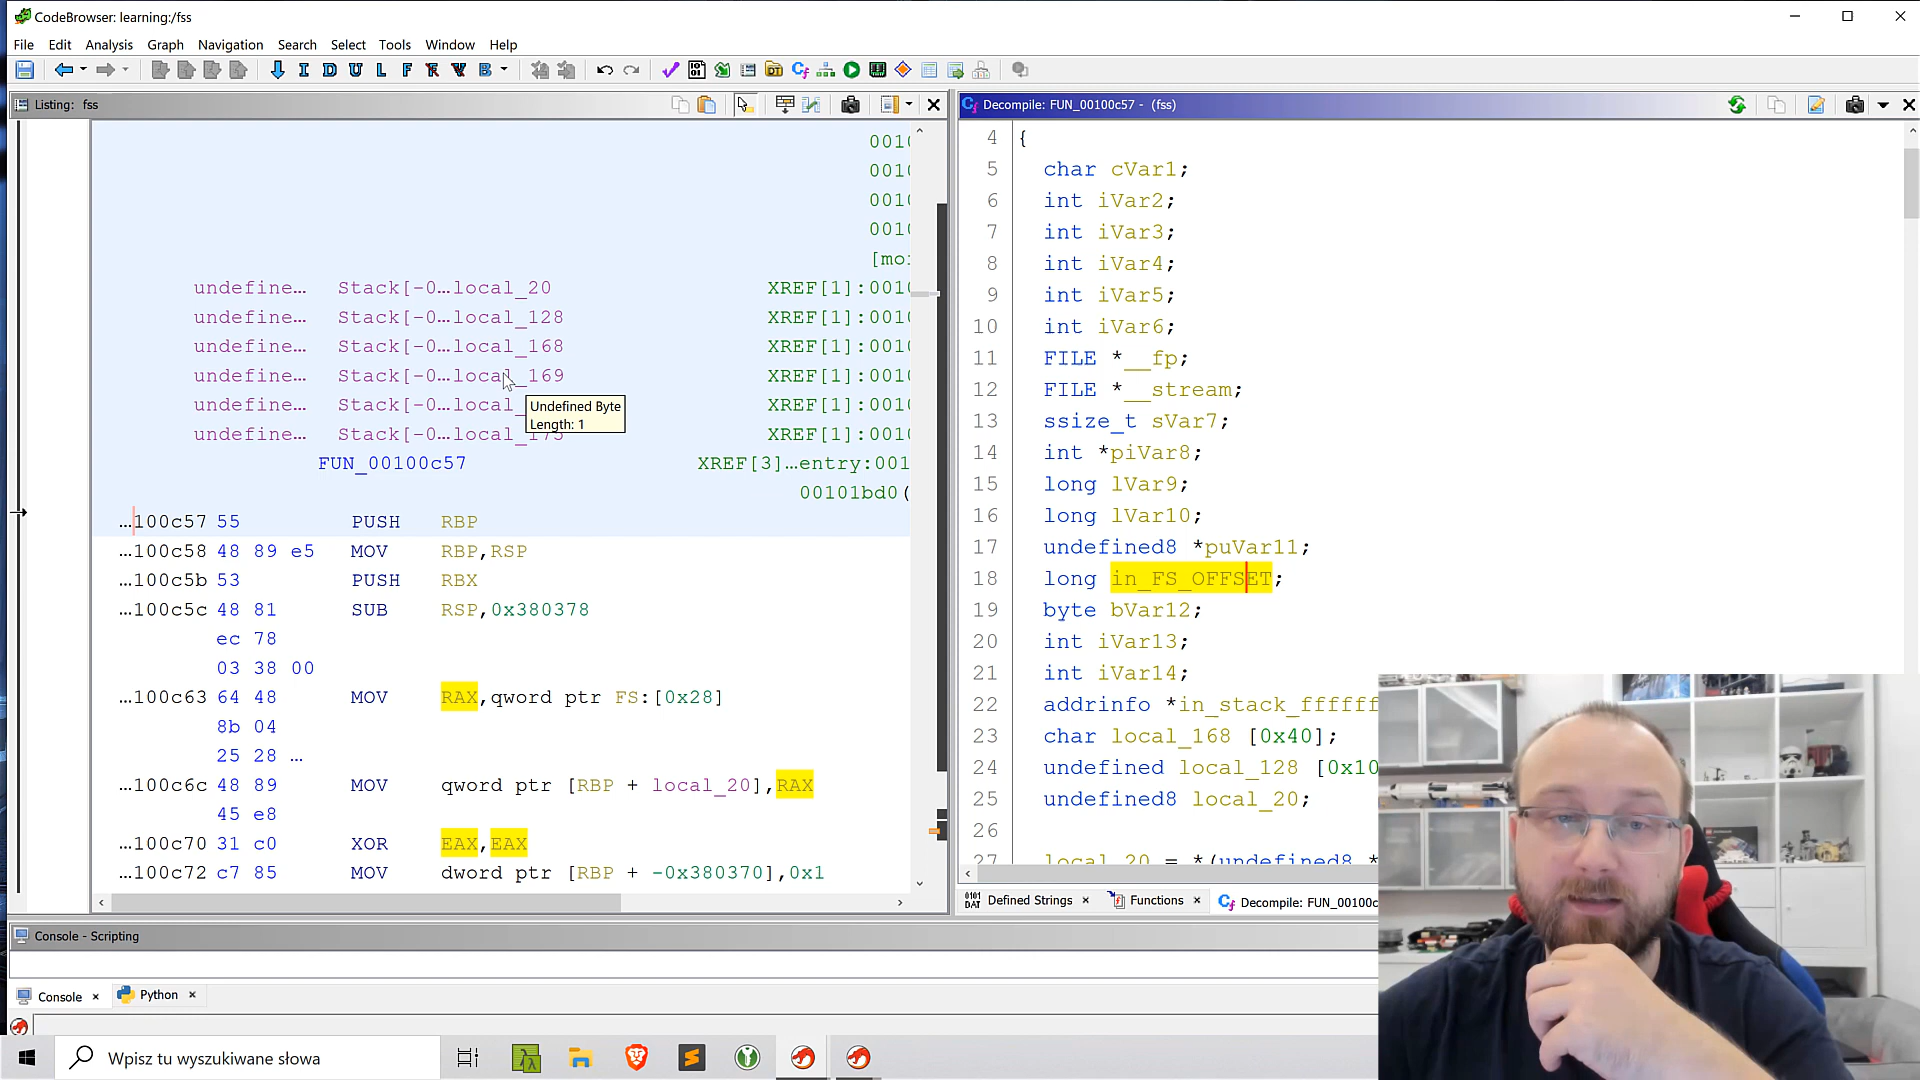 CodeBrowser: learning:/fss
File Edit Analysis Graph Navigation Search Select Tools Window Help
Listing: fss
001(
001(
001(
001(
[mo
undefine… Stack[-0…local_20 XREF[1]:001(
undefine… Stack[-0…local_128 XREF[1]:001(
undefine… Stack[-0…local_168 XREF[1]:001(
undefine… Stack[-0…local_169 XREF[1]:001(
undefine… Stack[-0…local_ XREF[1]:001(
undefine… Stack[-0…local_175 XREF[1]:001(
Undefined Byte
Length: 1
FUN_00100c57 XREF[3]…entry:001
00101bd0(
…100c57 55 PUSH RBP
…100c58 48 89 e5 MOV RBP,RSP
…100c5b 53 PUSH RBX
…100c5c 48 81 SUB RSP,0x380378
ec 78
03 38 00
…100c63 64 48 MOV RAX,qword ptr FS:[0x28]
8b 04
25 28 …
…100c6c 48 89 MOV qword ptr [RBP + local_20],RAX
45 e8
…100c70 31 c0 XOR EAX,EAX
…100c72 c7 85 MOV dword ptr [RBP + -0x380370],0x1
Decompile: FUN_00100c57 - (fss)
4 {
5 char cVar1;
6 int iVar2;
7 int iVar3;
8 int iVar4;
9 int iVar5;
10 int iVar6;
11 FILE *__fp;
12 FILE *__stream;
13 ssize_t sVar7;
14 int *piVar8;
15 long lVar9;
16 long lVar10;
17 undefined8 *puVar11;
18 long in_FS_OFFSET;
19 byte bVar12;
20 int iVar13;
21 int iVar14;
22 addrinfo *in_stack_ffffff
23 char local_168 [0x40];
24 undefined local_128 [0x10
25 undefined8 local_20;
26
27 local_20 = *(undefined8 *
Defined Strings Functions Decompile: FUN_00100c
Console - Scripting
Console Python
Wpisz tu wyszukiwane słowa